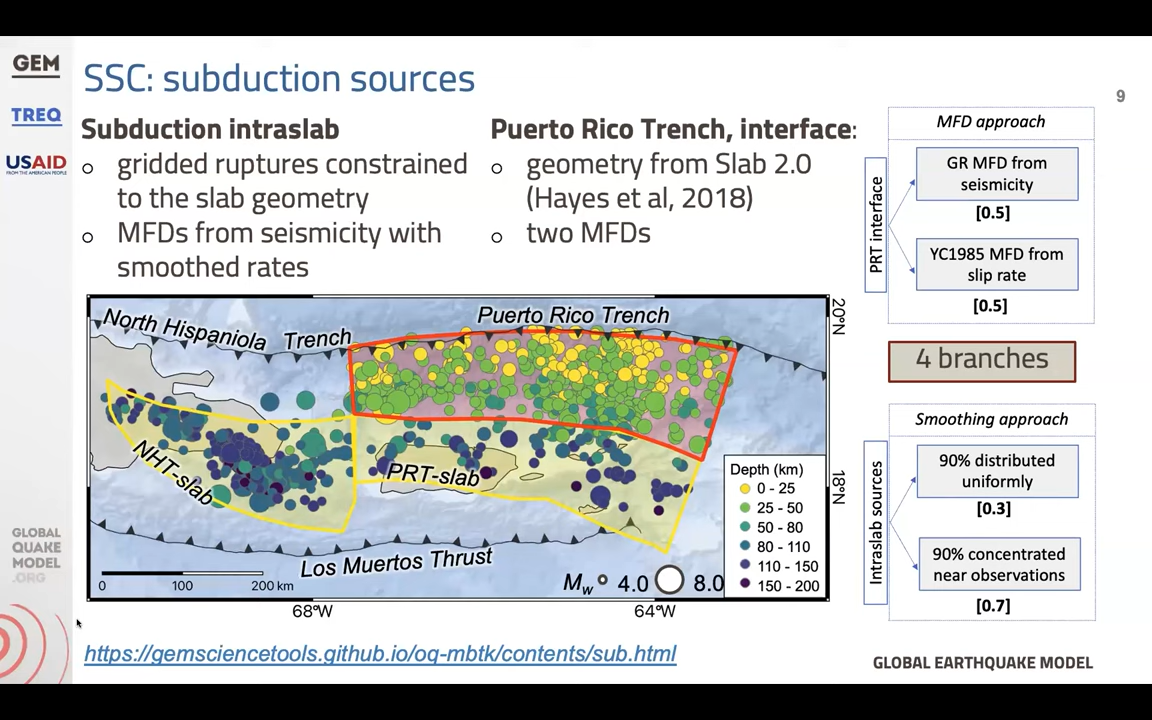 GEM
TREQ
USAID
FROM THE AMERICAN PEOPLE
GLOBAL
QUAKE
MODEL
.ORG
SSC: subduction sources
9
Subduction intraslab
○ gridded ruptures constrained
to the slab geometry
○ MFDs from seismicity with
smoothed rates
Puerto Rico Trench, interface:
○ geometry from Slab 2.0
(Hayes et al, 2018)
○ two MFDs
MFD approach
PRT interface
GR MFD from
seismicity
[0.5]
YC1985 MFD from
slip rate
[0.5]
4 branches
Smoothing approach
Intraslab sources
90% distributed
uniformly
[0.3]
90% concentrated
near observations
[0.7]
North Hispaniola Trench
Puerto Rico Trench
NHT-slab
PRT-slab
Los Muertos Thrust
20°N
18°N
Depth (km)
0 - 25
25 - 50
50 - 80
80 - 110
110 - 150
150 - 200
0 100 200 km
Mw 4.0 8.0
68°W
64°W
https://gemsciencetools.github.io/oq-mbtk/contents/sub.html
GLOBAL EARTHQUAKE MODEL